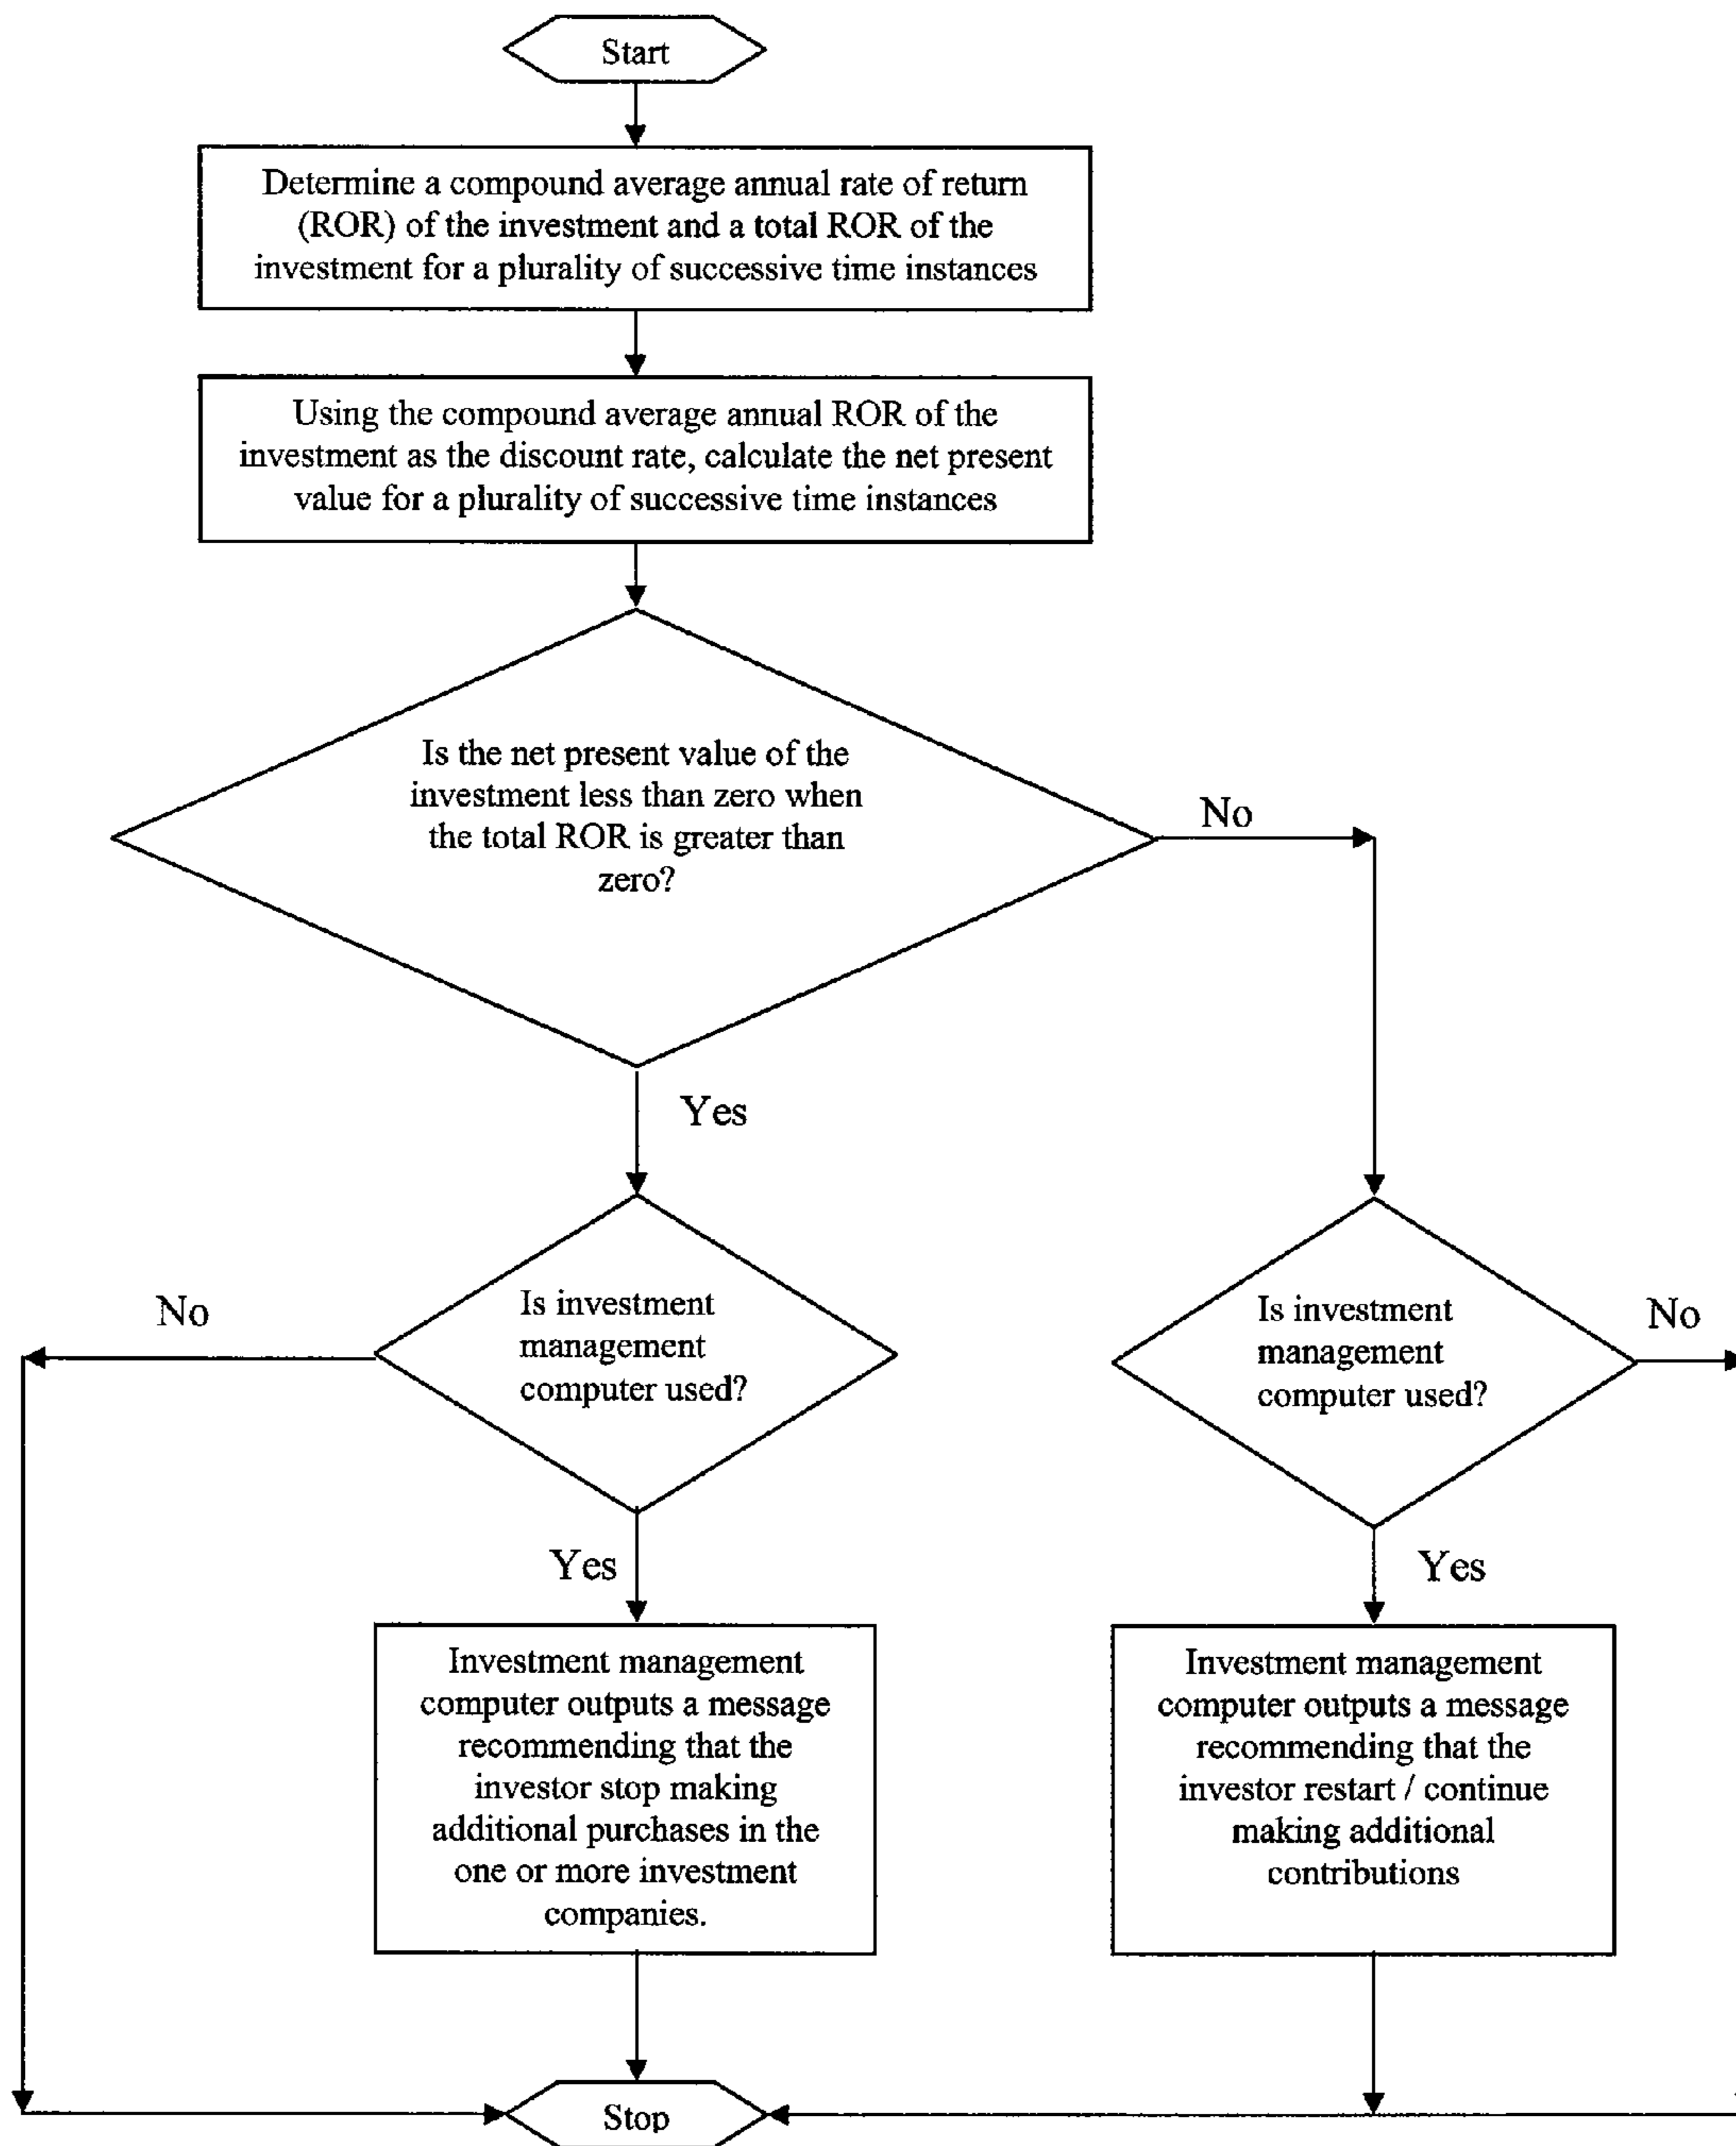 Start
Determine a compound average annual rate of return
(ROR) of the investment and a total ROR of the
investment for a plurality of successive time instances
Using the compound average annual ROR of the
investment as the discount rate, calculate the net present
value for a plurality of successive time instances
Is the net present value of the
investment less than zero when
the total ROR is greater than
zero?
No
Yes
Is investment
management
computer used?
No
Yes
Is investment
management
computer used?
No
Yes
Investment management
computer outputs a message
recommending that the
investor stop making
additional purchases in the
one or more investment
companies.
Investment management
computer outputs a message
recommending that the
investor restart / continue
making additional
contributions
Stop